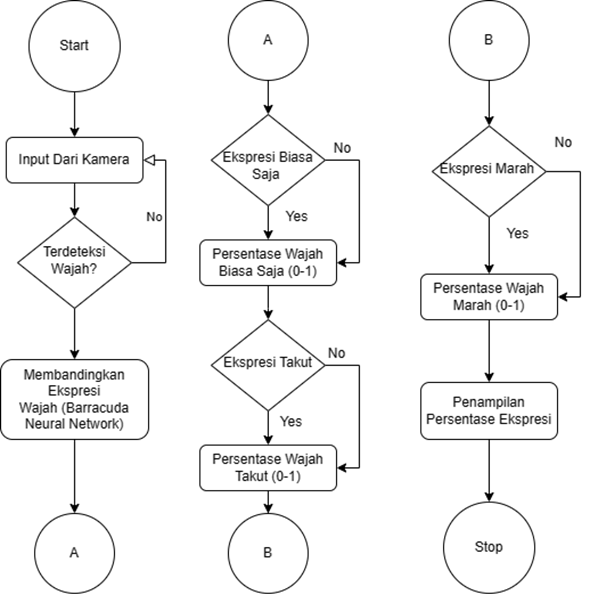 Start
Input Dari Kamera
No
Terdeteksi
Wajah?
Membandingkan
Ekspresi
Wajah (Barracuda
Neural Network)
A
A
Ekspresi Biasa
Saja
No
Yes
Persentase Wajah
Biasa Saja (0-1)
Ekspresi Takut
No
Yes
Persentase Wajah
Takut (0-1)
B
B
Ekspresi Marah
No
Yes
Persentase Wajah
Marah (0-1)
Penampilan
Persentase Ekspresi
Stop